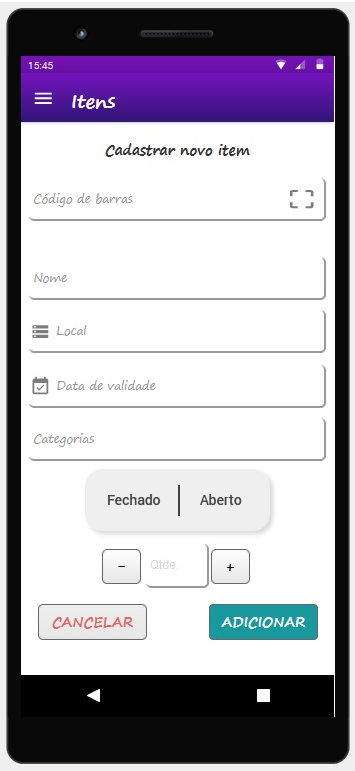 15:45
Itens
Cadastrar novo item
Código de barras
Nome
Local
Data de validade
Categorias
Fechado Aberto
− Qtde. +
CANCELAR ADICIONAR